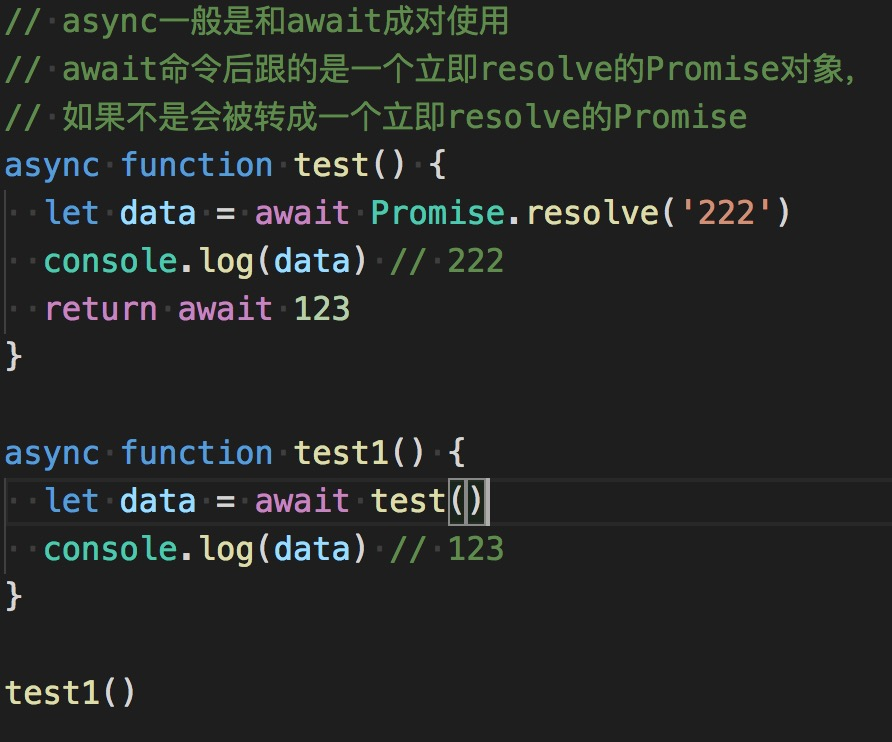 // async一般是和await成对使用
// await命令后跟的是一个立即resolve的Promise对象,
// 如果不是会被转成一个立即resolve的Promise
async function test() {
  let data = await Promise.resolve('222')
  console.log(data) // 222
  return await 123
}

async function test1() {
  let data = await test()
  console.log(data) // 123
}

test1()